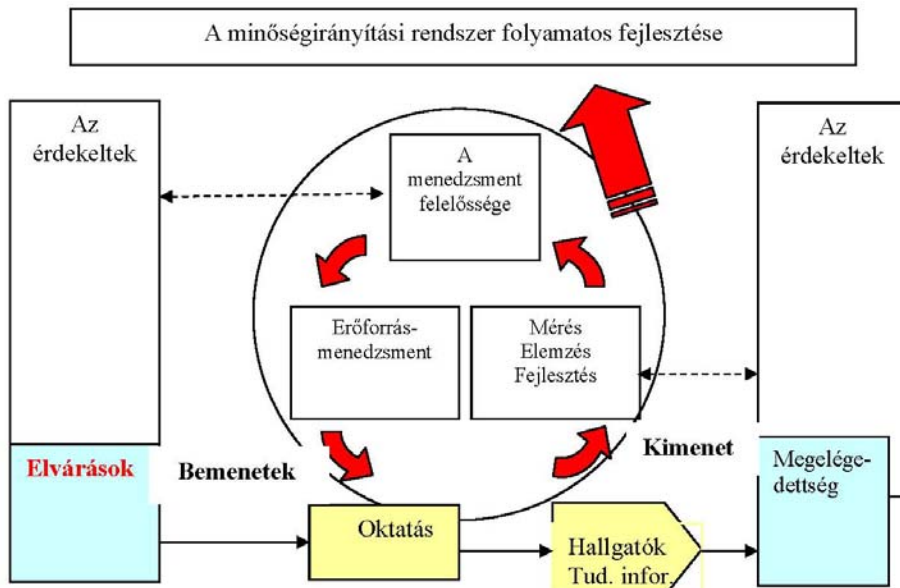 A minőségirányítási rendszer folyamatos fejlesztése
Az
érdekeltek
A
menedzsment
felelőssége
Az
érdekeltek
Erőforrás-
menedzsment
Mérés
Elemzés
Fejlesztés
Elvárások
Bemenetek
Kimenet
Megelége-
dettség
Oktatás
Hallgatók
Tud. infor.